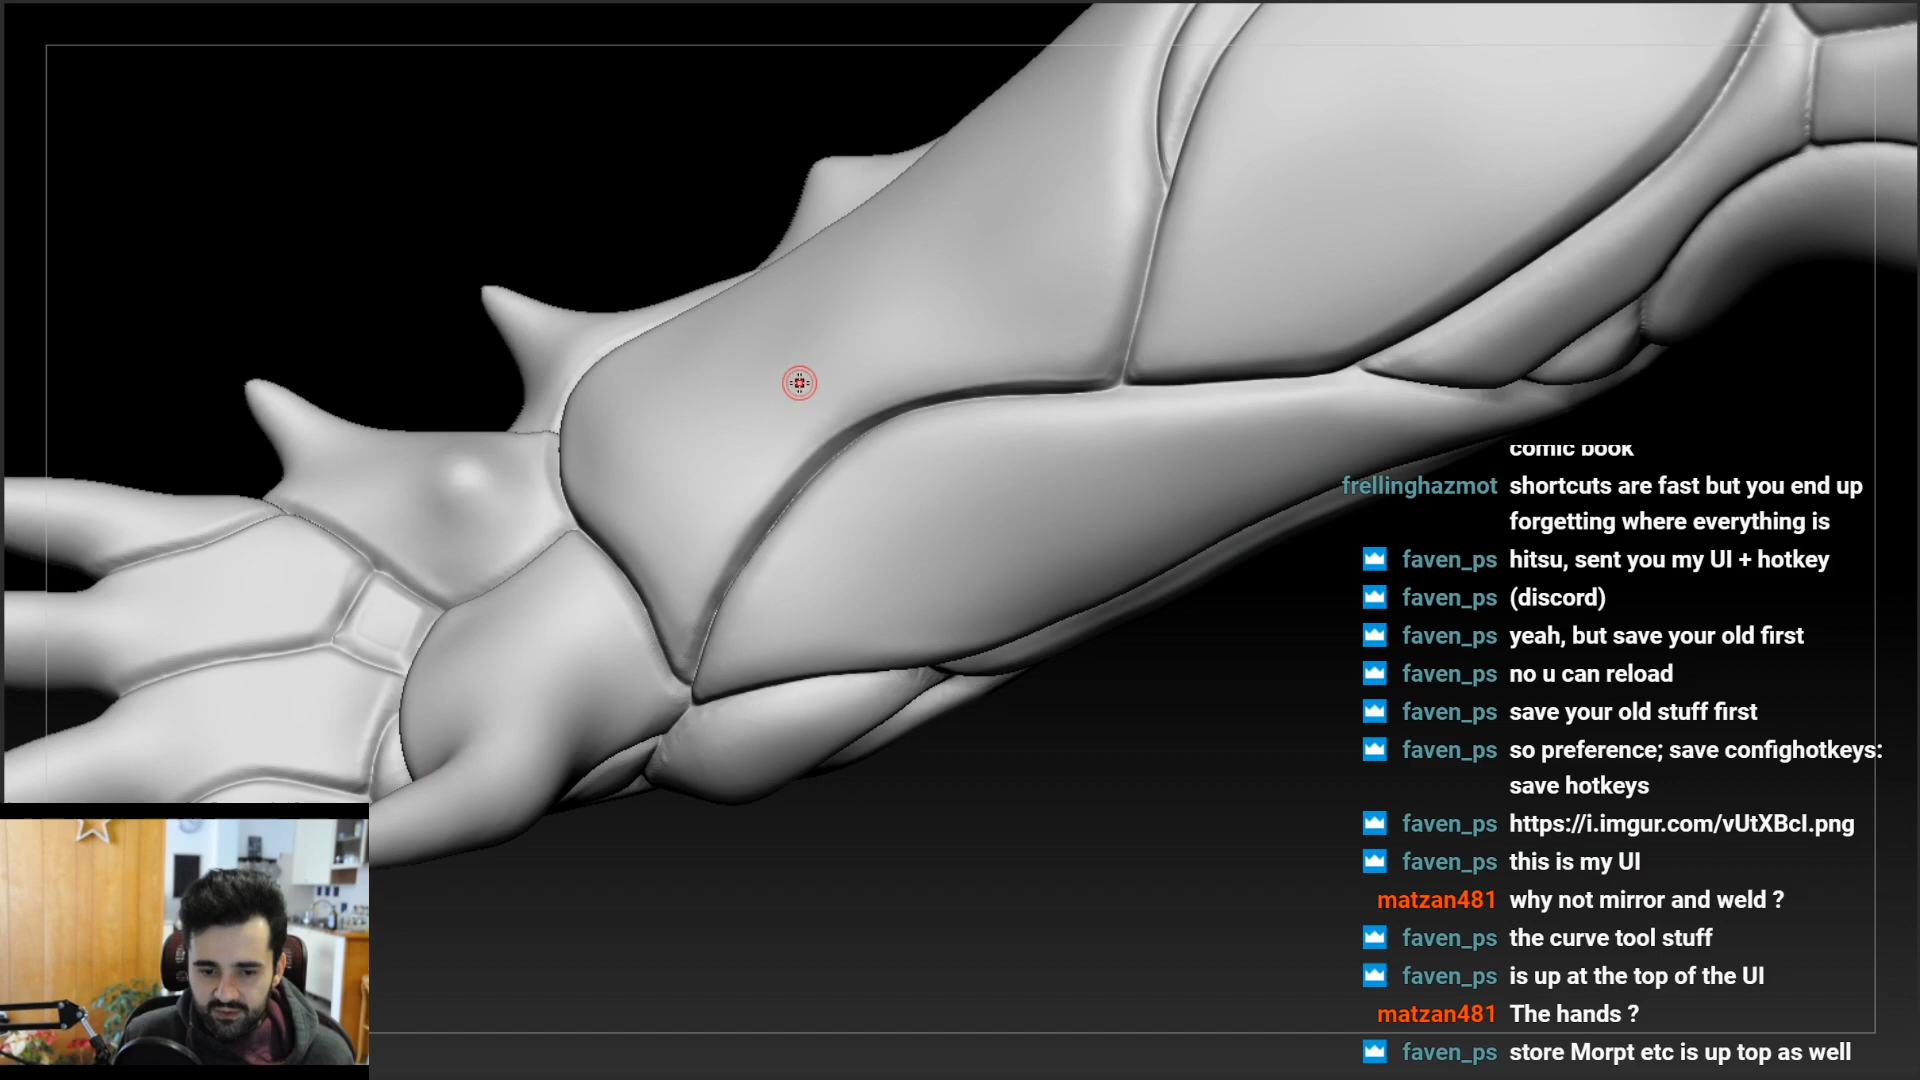 comic book
frellinghazmot shortcuts are fast but you end up
forgetting where everything is
faven_ps hitsu, sent you my UI + hotkey
faven_ps (discord)
faven_ps yeah, but save your old first
faven_ps no u can reload
faven_ps save your old stuff first
faven_ps so preference; save confighotkeys:
save hotkeys
faven_ps https://i.imgur.com/vUtXBcI.png
faven_ps this is my UI
matzan481 why not mirror and weld ?
faven_ps the curve tool stuff
faven_ps is up at the top of the UI
matzan481 The hands ?
faven_ps store Morpt etc is up top as well